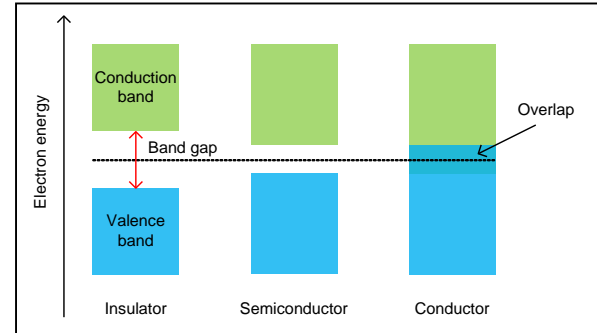 Electron energy
Conduction
band
Overlap
Band gap
Valence
band
Insulator
Semiconductor
Conductor